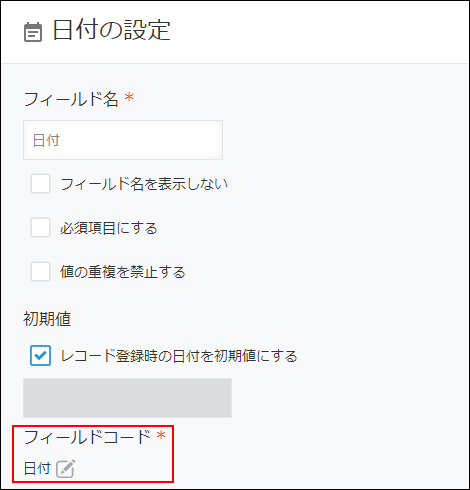 日付の設定
フィールド名 *
日付
フィールド名を表示しない
必須項目にする
値の重複を禁止する
初期値
レコード登録時の日付を初期値にする
フィールドコード *
日付